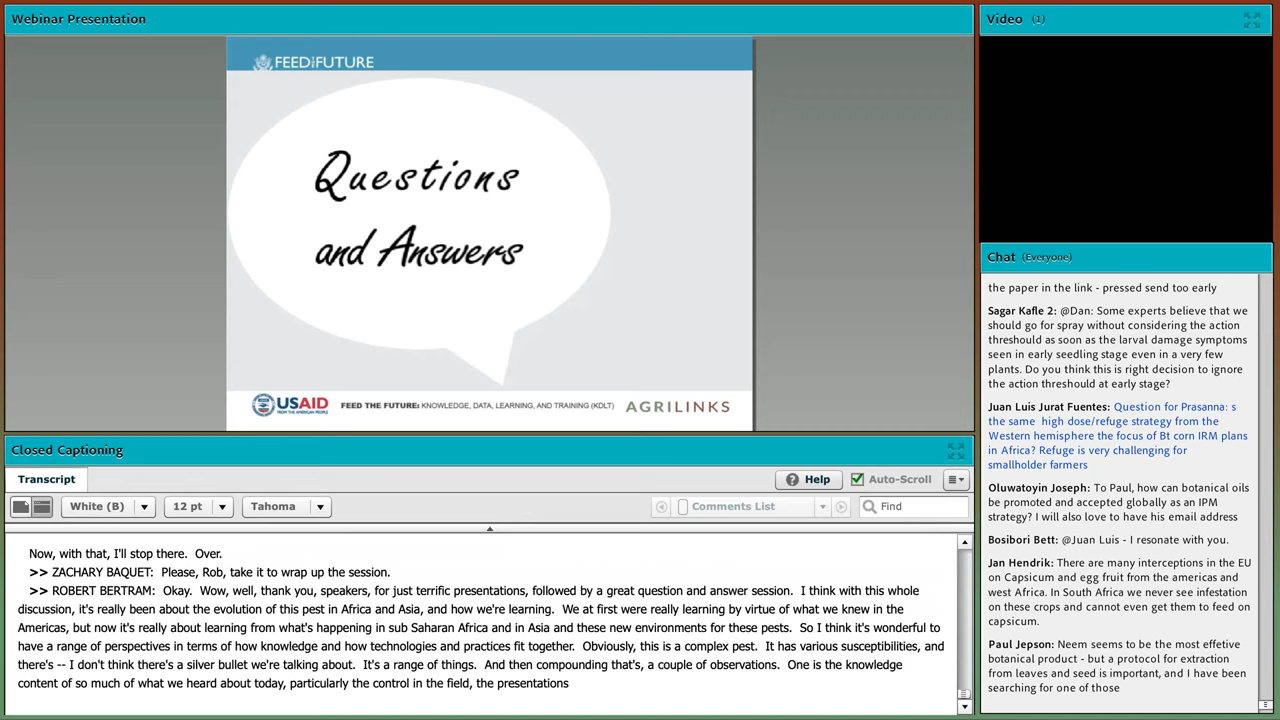 Webinar Presentation
FEED THE FUTURE
Questions
and Answers
USAID
FROM THE AMERICAN PEOPLE
FEED THE FUTURE: KNOWLEDGE, DATA, LEARNING, AND TRAINING (KDLT)
AGRILINKS
Closed Captioning
Transcript
Help
Auto-Scroll
White (B)
12 pt
Tahoma
Comments List
Find
Now, with that, I'll stop there. Over.
>> ZACHARY BAQUET: Please, Rob, take it to wrap up the session.
>> ROBERT BERTRAM: Okay. Wow, well, thank you, speakers, for just terrific presentations, followed by a great question and answer session. I think with this whole
discussion, it's really been about the evolution of this pest in Africa and Asia, and how we're learning. We at first were really learning by virtue of what we knew in the
Americas, but now it's really about learning from what's happening in sub Saharan Africa and in Asia and these new environments for these pests. So I think it's wonderful to
have a range of perspectives in terms of how knowledge and how technologies and practices fit together. Obviously, this is a complex pest. It has various susceptibilities, and
there's -- I don't think there's a silver bullet we're talking about. It's a range of things. And then compounding that's, a couple of observations. One is the knowledge
content of so much of what we heard about today, particularly the control in the field, the presentations
Video (1)
Chat (Everyone)
the paper in the link - pressed send too early
Sagar Kafle 2: @Dan: Some experts believe that we
should go for spray without considering the action
threshold as soon as the larval damage symptoms
seen in early seedling stage even in a very few
plants. Do you think this is right decision to ignore
the action threshould at early stage?
Juan Luis Jurat Fuentes: Question for Prasanna: s
the same high dose/refuge strategy from the
Western hemisphere the focus of Bt corn IRM plans
in Africa? Refuge is very challenging for
smallholder farmers
Oluwatoyin Joseph: To Paul, how can botanical oils
be promoted and accepted globally as an IPM
strategy? I will also love to have his email address
Bosibori Bett: @Juan Luis - I resonate with you.
Jan Hendrik: There are many interceptions in the EU
on Capsicum and egg fruit from the americas and
west Africa. In South Africa we never see infestation
on these crops and cannot even get them to feed on
capsicum.
Paul Jepson: Neem seems to be the most effetive
botanical product - but a protocol for extraction
from leaves and seed is important, and I have been
searching for one of those